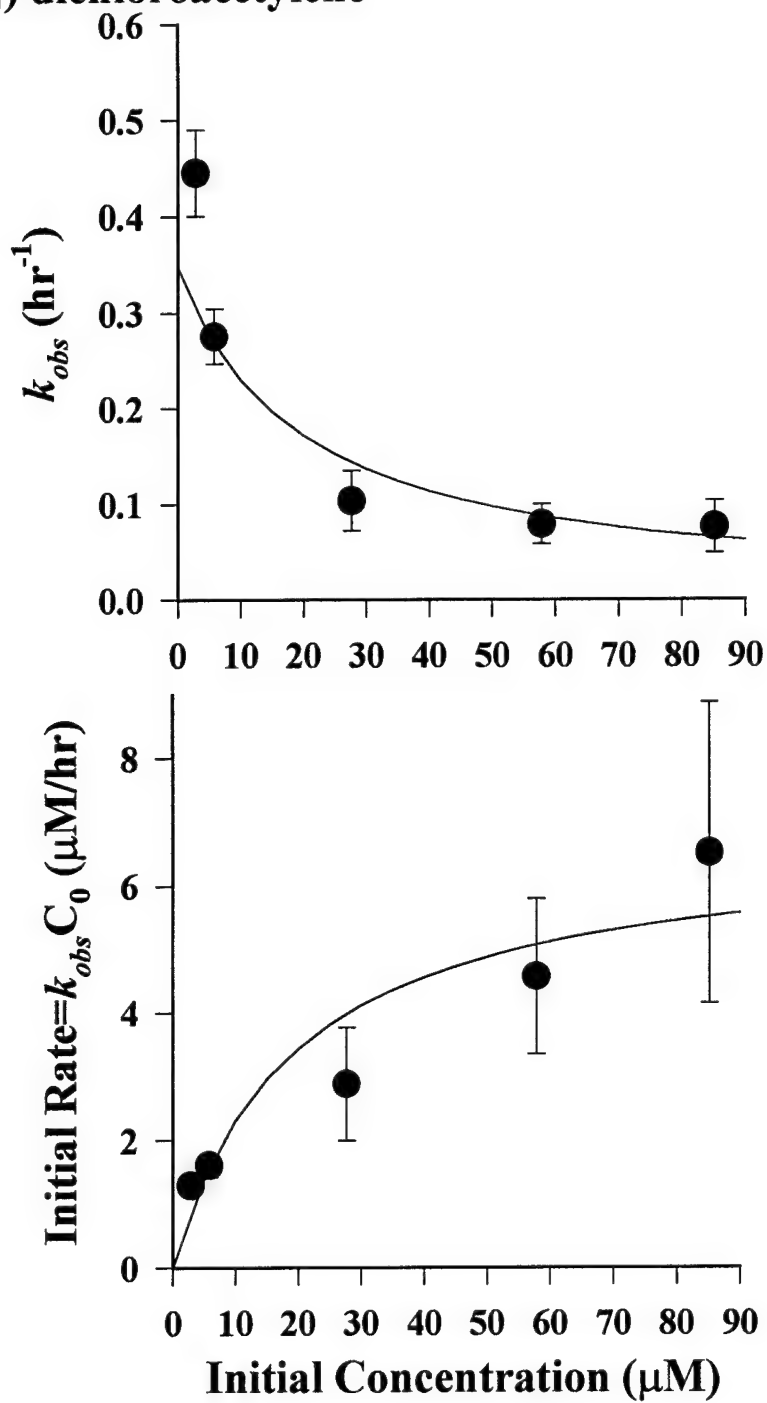 dichloroacetylene
0.6
0.5
0.4
0.3
0.2
0.1
0.0
k_obs (hr⁻¹)
0 10 20 30 40 50 60 70 80 90
8
6
4
2
0
Initial Rate=k_obs C₀ (μM/hr)
0 10 20 30 40 50 60 70 80 90
Initial Concentration (μM)